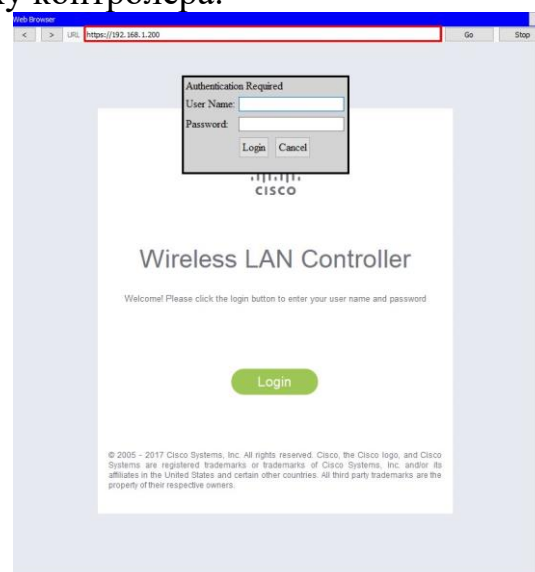 контролера.
Web Browser
< > URL https://192.168.1.200 Go Stop
Authentication Required
User Name:
Password:
Login Cancel
CISCO
Wireless LAN Controller
Welcome! Please click the login button to enter your user name and password
Login
© 2005 - 2017 Cisco Systems, Inc. All rights reserved. Cisco, the Cisco logo, and Cisco
Systems are registered trademarks or trademarks of Cisco Systems, Inc. and/or its
affiliates in the United States and certain other countries. All third party trademarks are the
property of their respective owners.